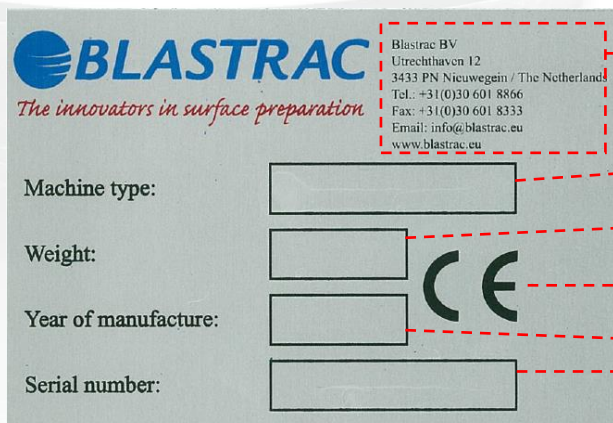 BLASTRAC
The innovators in surface preparation
Blastrac BV
Utrechthaven 12
3433 PN Nieuwegein / The Netherlands
Tel.: +31(0)30 601 8866
Fax: +31(0)30 601 8333
Email: info@blastrac.eu
www.blastrac.eu
Machine type:
Weight:
CE
Year of manufacture:
Serial number: